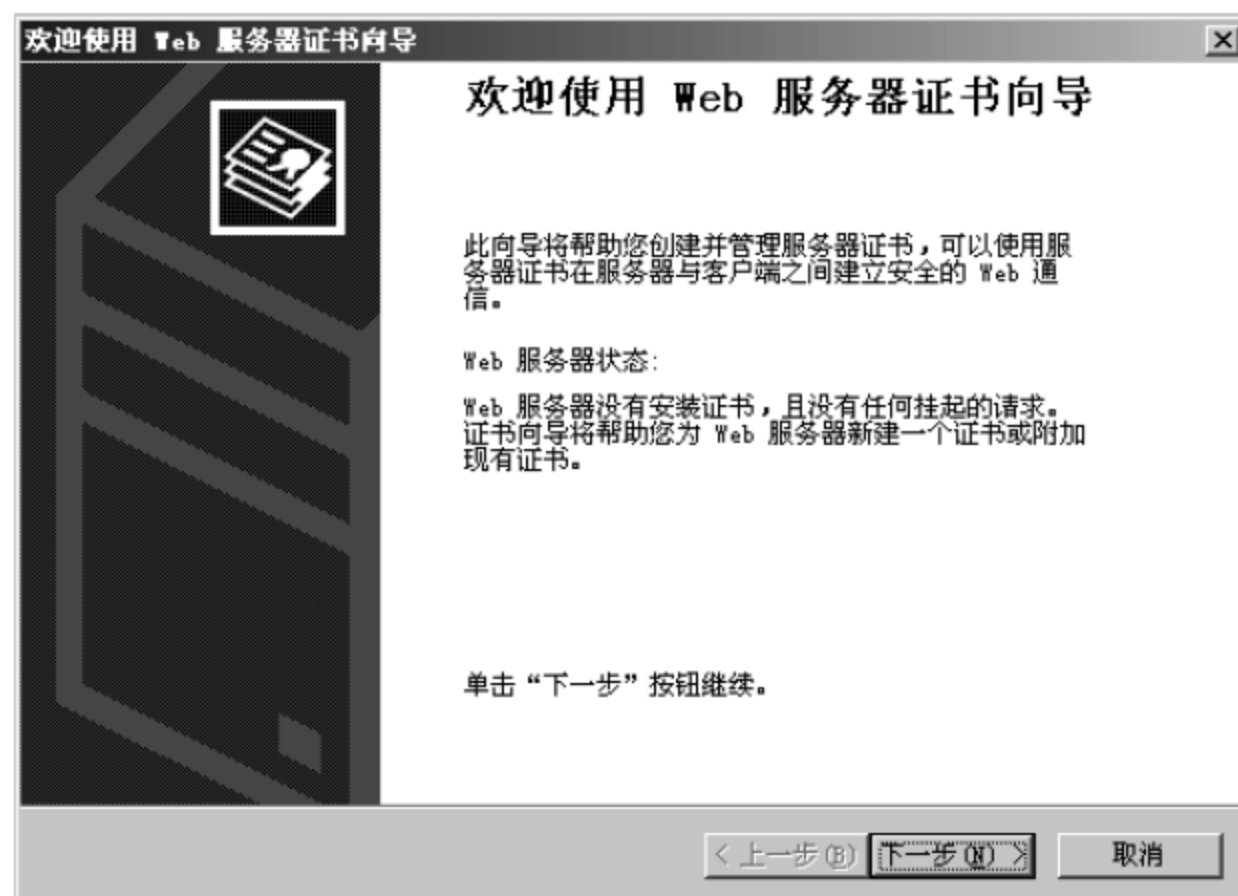 欢迎使用 Web 服务器证书向导
欢迎使用 Web 服务器证书向导
此向导将帮助您创建并管理服务器证书，可以使用服
务器证书在服务器与客户端之间建立安全的 Web 通
信。
Web 服务器状态:
Web 服务器没有安装证书，且没有任何挂起的请求。
证书向导将帮助您为 Web 服务器新建一个证书或附加
现有证书。
单击“下一步”按钮继续。
< 上一步(B) 下一步(N) > 取消